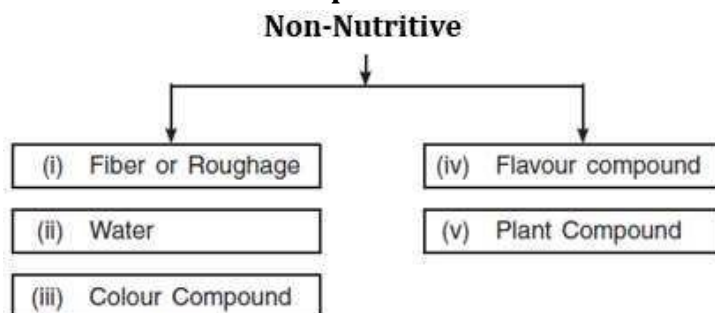 Non-Nutritive
(i) Fiber or Roughage
(ii) Water
(iii) Colour Compound
(iv) Flavour compound
(v) Plant Compound